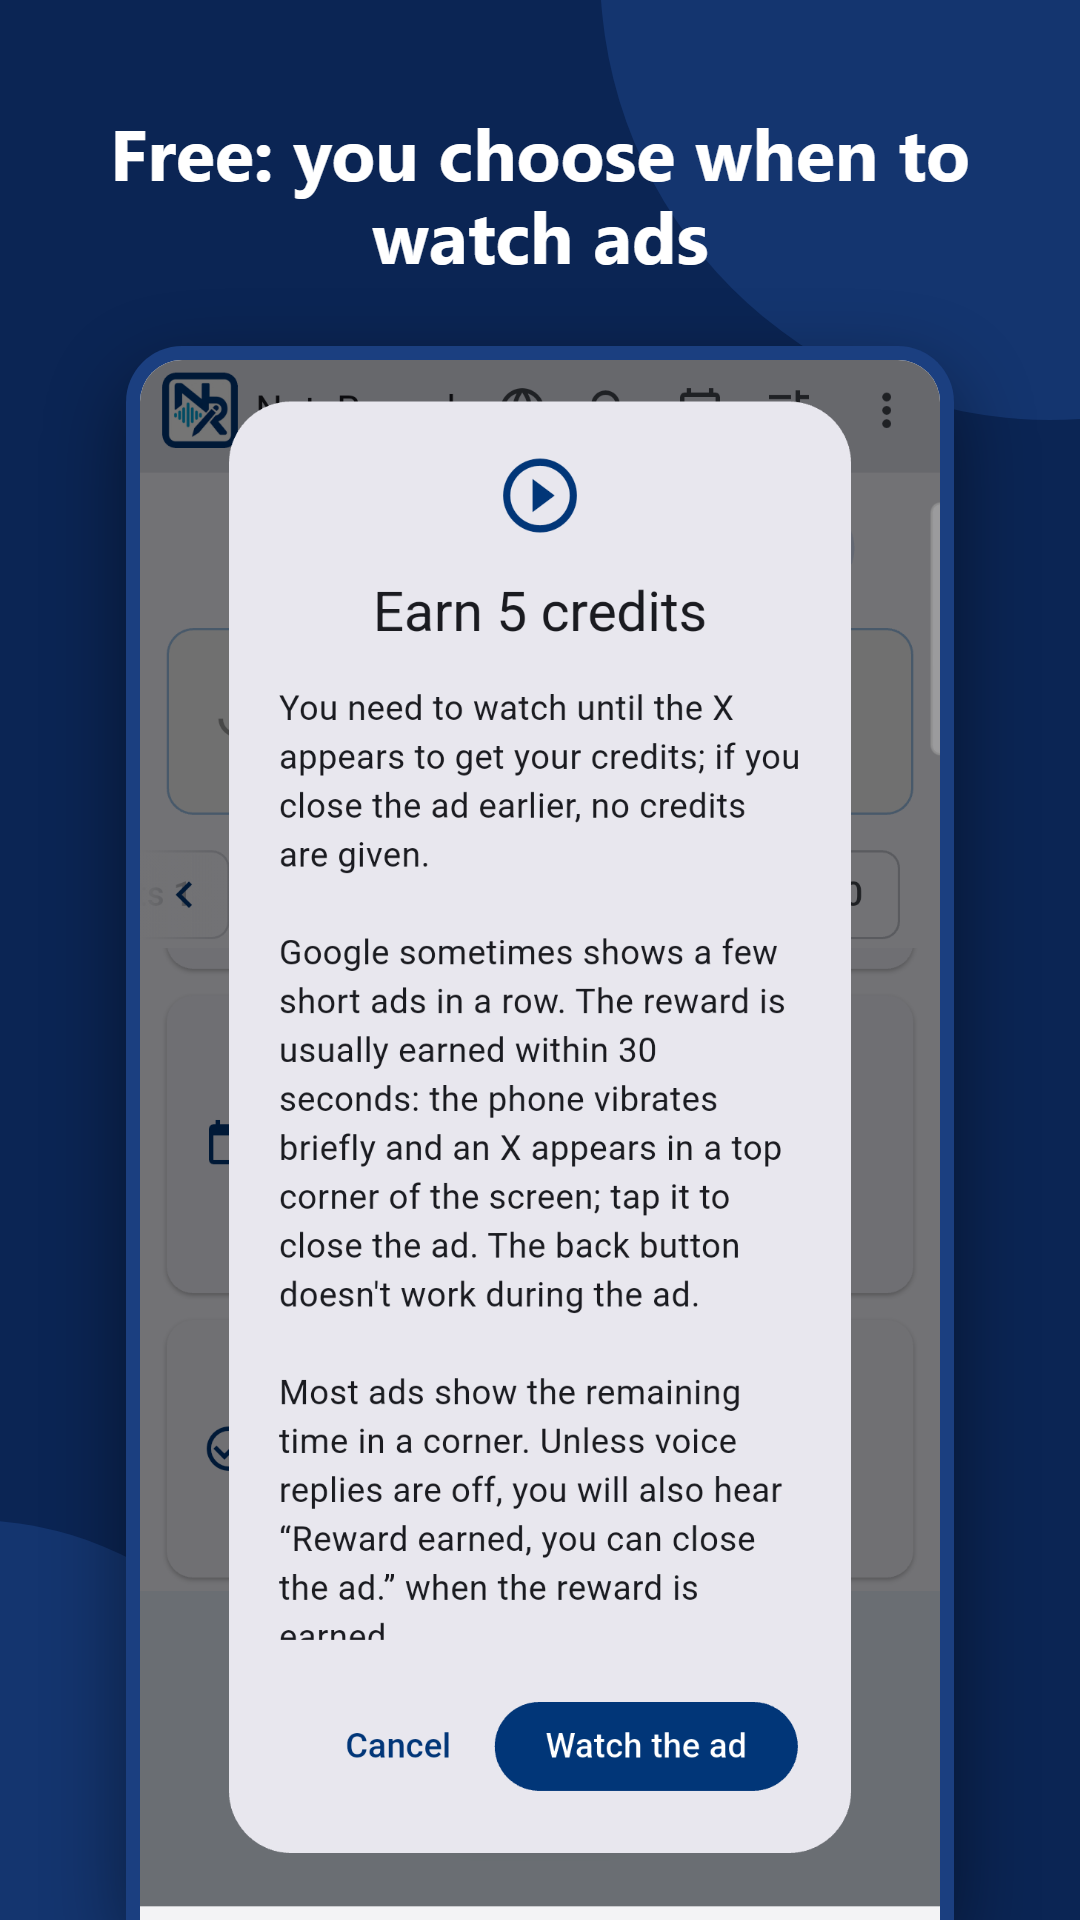 Free: you choose when to
watch ads
Earn 5 credits
You need to watch until the X
appears to get your credits; if you
close the ad earlier, no credits
are given.
Google sometimes shows a few
short ads in a row. The reward is
usually earned within 30
seconds: the phone vibrates
briefly and an X appears in a top
corner of the screen; tap it to
close the ad. The back button
doesn't work during the ad.
Most ads show the remaining
time in a corner. Unless voice
replies are off, you will also hear
“Reward earned, you can close
the ad.” when the reward is
earned
Cancel
Watch the ad